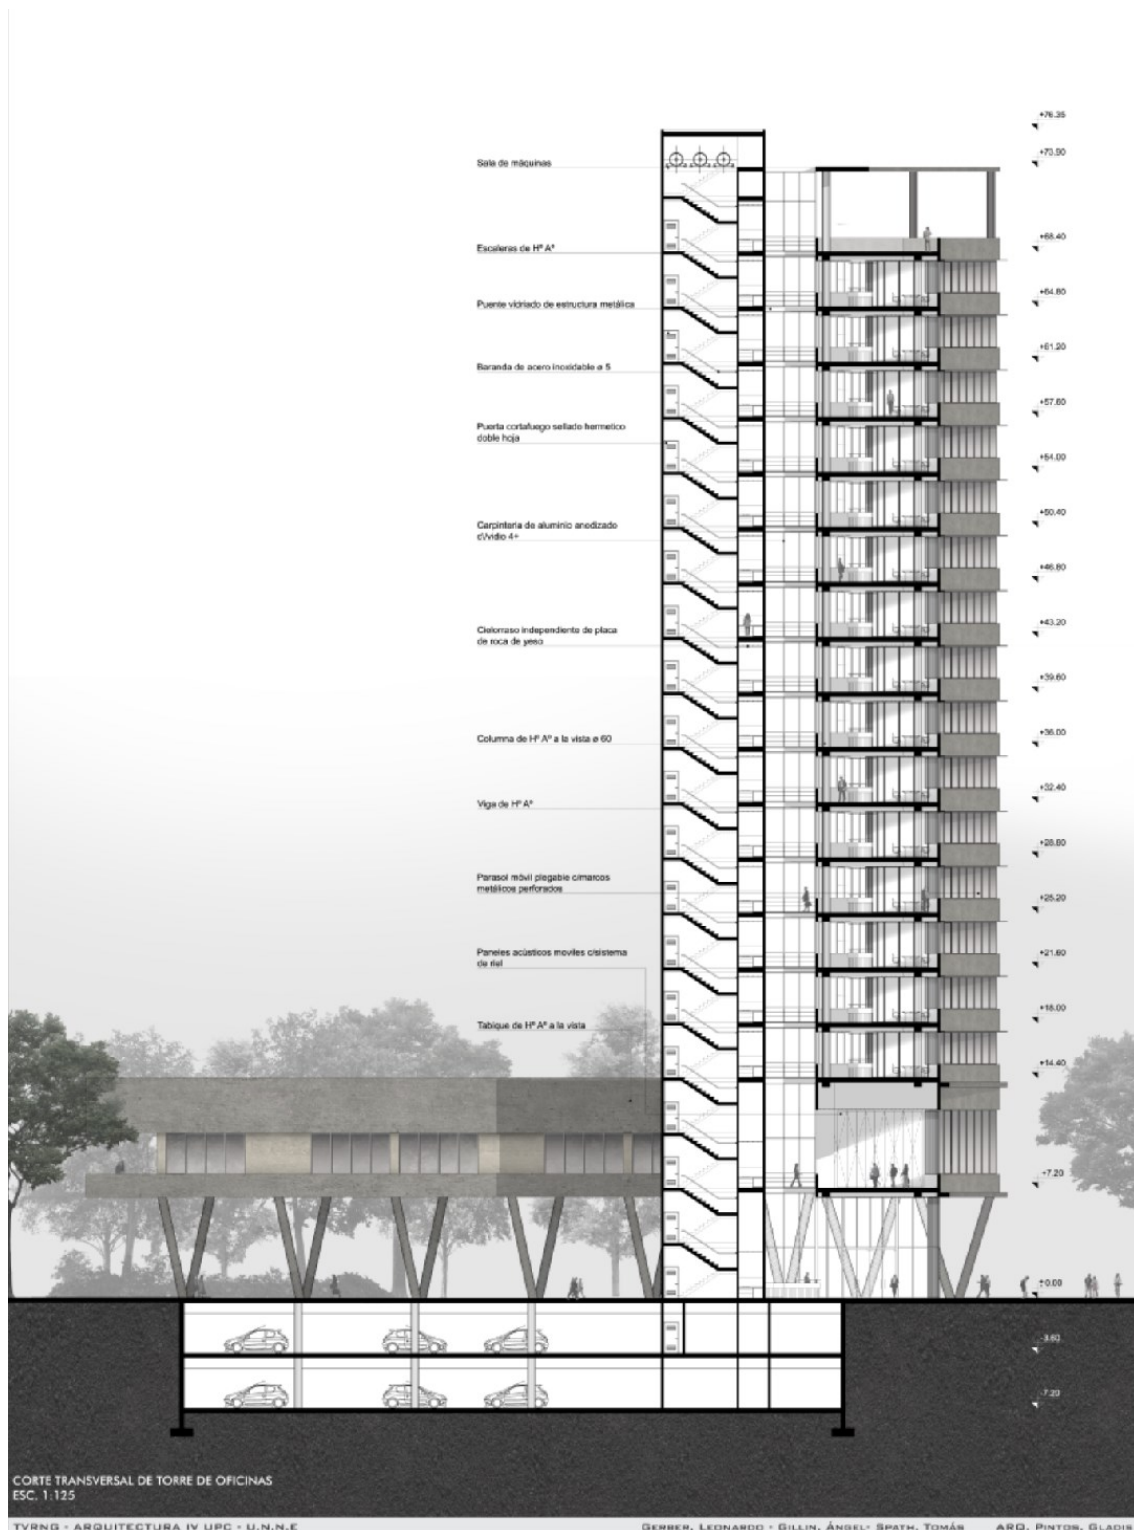 +76.35
+70.90
Sala de máquinas
+68.40
Escaleras de Hº Aº
+64.80
Puente vidriado de estructura metálica
+61.20
Baranda de acero inoxidable ø 5
+57.60
Puerta cortafuego sellado hermetico
doble hoja
+54.00
+50.40
Carpinteria de aluminio anodizado
c\vidio 4+
+46.80
+43.20
Cielorraso independiente de placa
de roca de yeso
+39.60
+36.00
Columna de Hº Aº a la vista ø 60
+32.40
Viga de Hº Aº
+28.80
Parasol móvil plegable c/marcos
metálicos perforados
+25.20
+21.60
Paneles acústicos moviles c/sistema
de riel
+18.00
Tabique de Hº Aº a la vista
+14.40
+7.20
+0.00
-3.60
-7.20
CORTE TRANSVERSAL DE TORRE DE OFICINAS
ESC. 1:125
TVRNG - ARQUITECTURA IV UPC - U.N.N.E
GERBER, LEONARDO - GILLIN, ÁNGEL- SPATH, TOMÁS ARQ. PINTOS, GLADIS